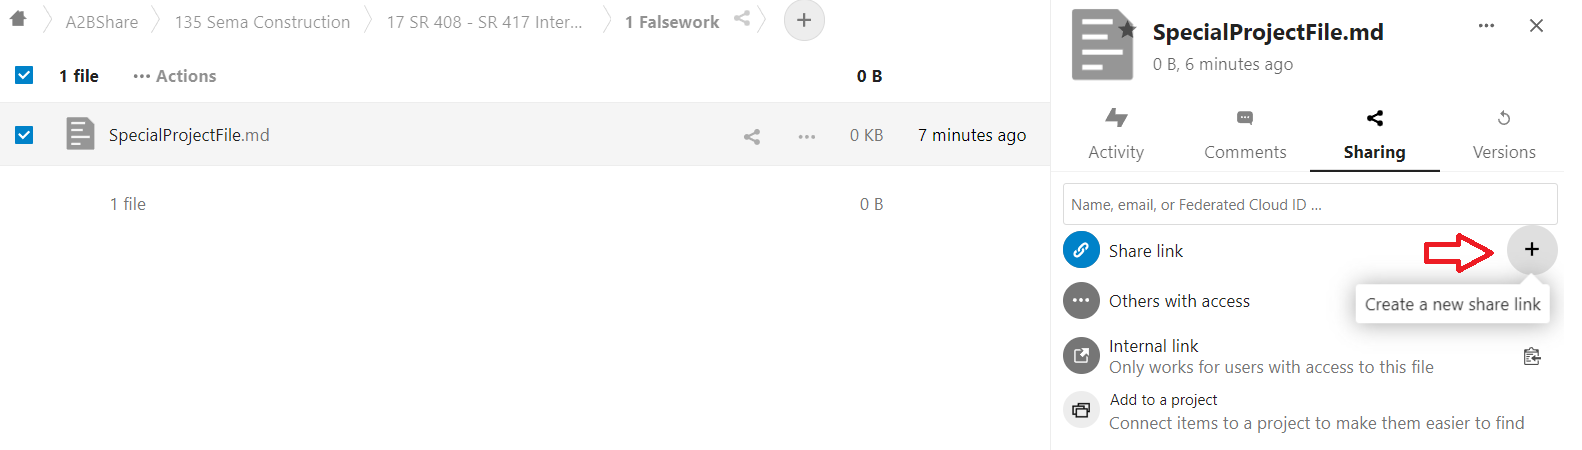 A2BShare 135 Sema Construction 17 SR 408 - SR 417 Inter... 1 Falsework
1 file ... Actions 0 B
SpecialProjectFile.md ... 0 KB 7 minutes ago
1 file 0 B
SpecialProjectFile.md
0 B, 6 minutes ago
Activity Comments Sharing Versions
Name, email, or Federated Cloud ID ...
Share link
Create a new share link
Others with access
Internal link
Only works for users with access to this file
Add to a project
Connect items to a project to make them easier to find